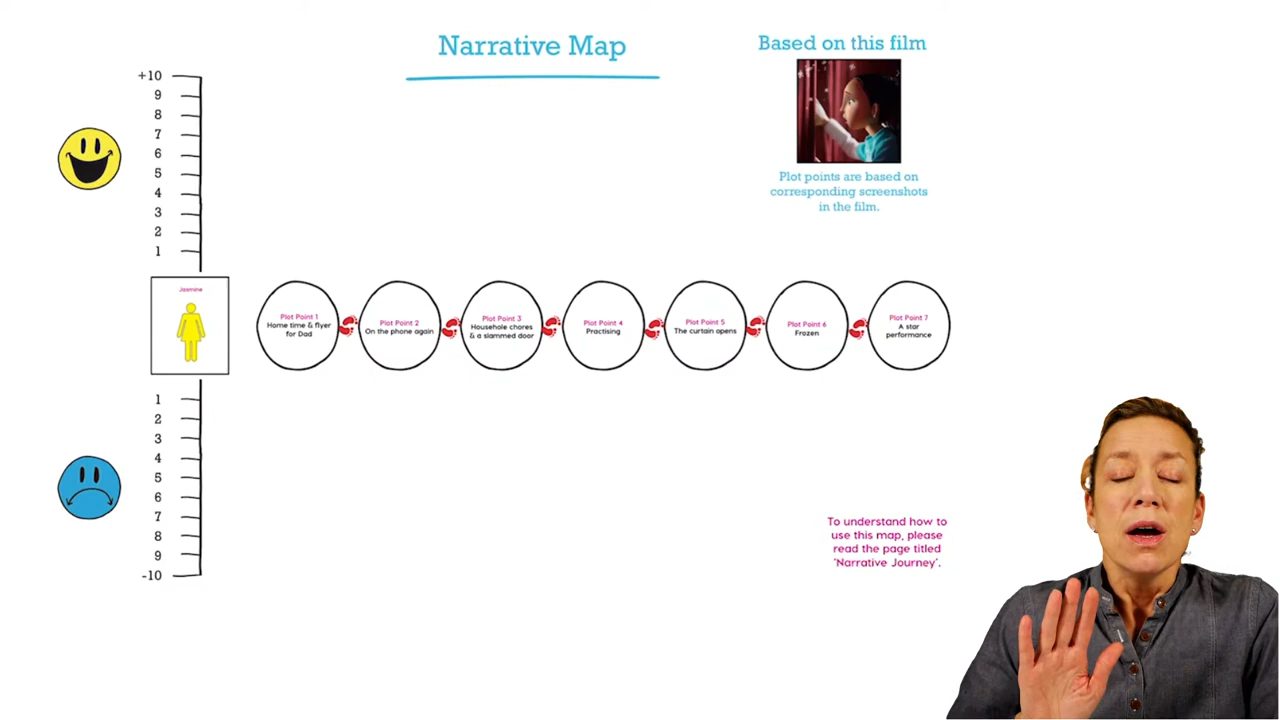 Narrative Map
Based on this film
Plot points are based on
corresponding screenshots
in the film.
+10
9
8
7
6
5
4
3
2
1
Jasmine
Plot Point 1
Home time & flyer
for Dad
Plot Point 2
On the phone again
Plot Point 3
Househole chores
& a slammed door
Plot Point 4
Practising
Plot Point 5
The curtain opens
Plot Point 6
Frozen
Plot Point 7
A star
performance
1
2
3
4
5
6
7
8
9
-10
To understand how to
use this map, please
read the page titled
'Narrative Journey'.